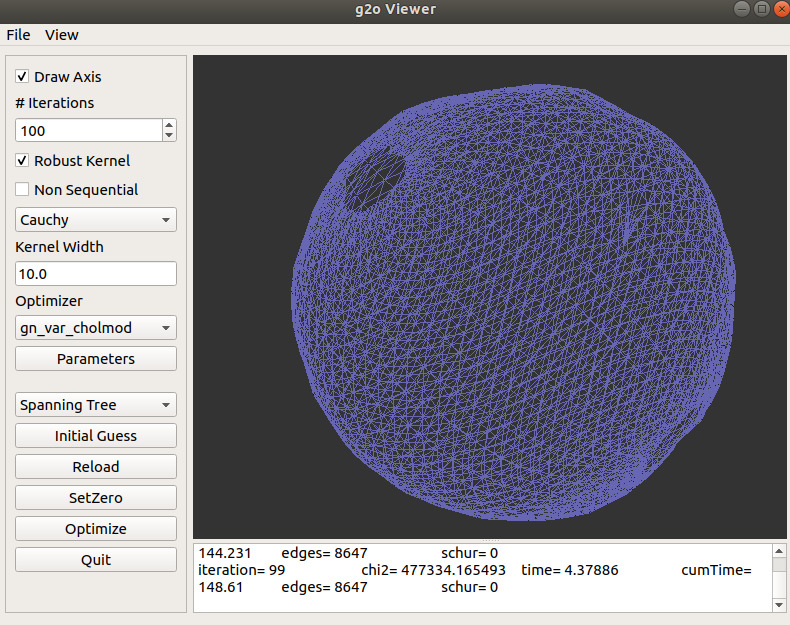 g2o Viewer
File View
Draw Axis
# Iterations
100
Robust Kernel
Non Sequential
Cauchy
Kernel Width
10.0
Optimizer
gn_var_cholmod
Parameters
Spanning Tree
Initial Guess
Reload
SetZero
Optimize
Quit
144.231 edges= 8647 schur= 0
iteration= 99 chi2= 477334.165493 time= 4.37886 cumTime=
148.61 edges= 8647 schur= 0